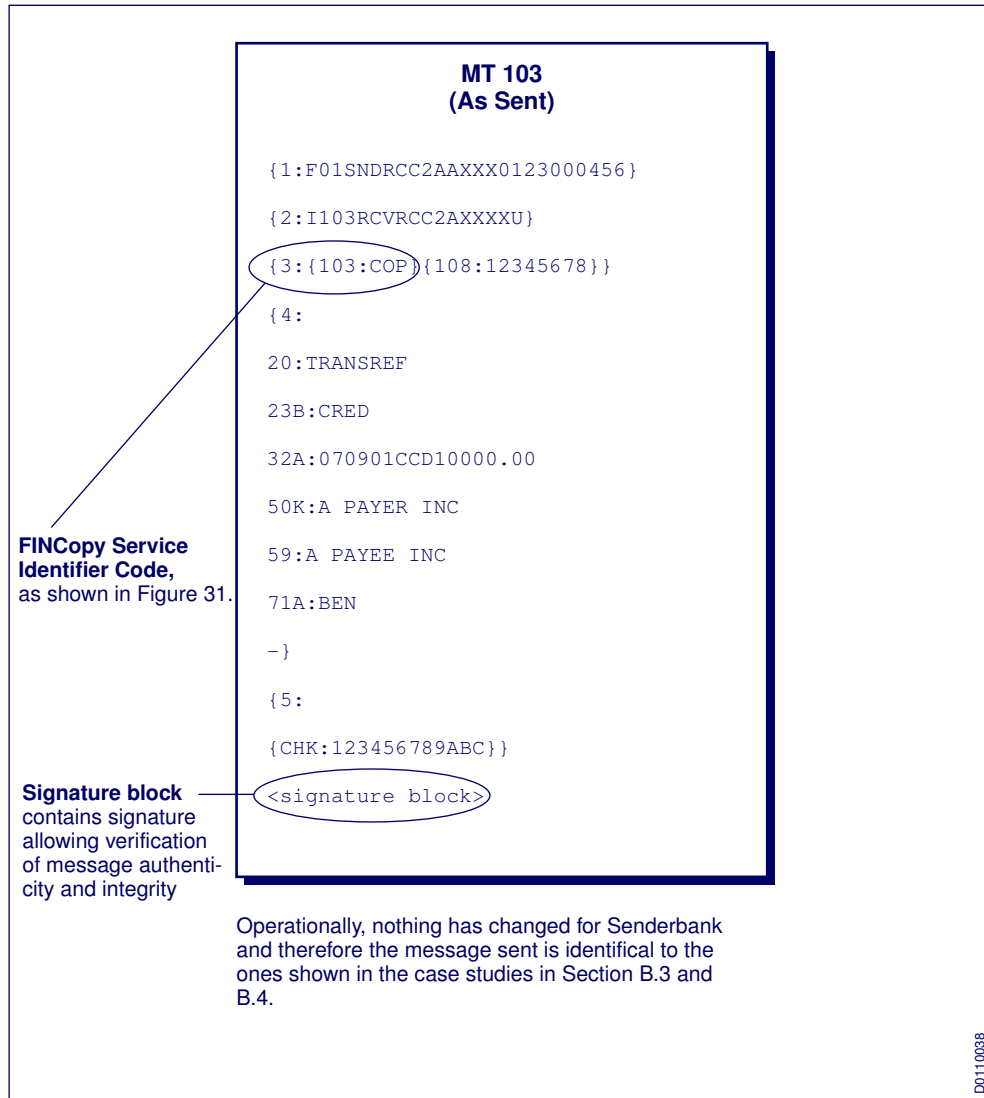 MT 103
(As Sent)
{1:F01SNDRCC2AAXXX0123000456}
{2:I103RCVRCC2AXXXXU}
{3:{103:COP}{108:12345678}}
{4:
20:TRANSREF
23B:CRED
32A:070901CCD10000.00
50K:A PAYER INC
59:A PAYEE INC
71A:BEN
-}
{5:
{CHK:123456789ABC}}
<signature block>
FINCopy Service
Identifier Code,
as shown in Figure 31.
Signature block
contains signature
allowing verification
of message authenti-
city and integrity
Operationally, nothing has changed for Senderbank
and therefore the message sent is identifical to the
ones shown in the case studies in Section B.3 and
B.4.
D0110038